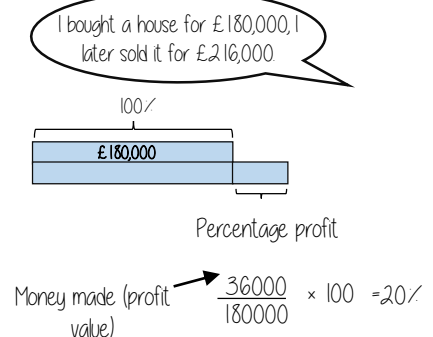 I bought a house for £180,000, I
later sold it for £216,000.
100%
£180,000
Percentage profit
Money made (profit
value)
36000
180000
× 100 =20%